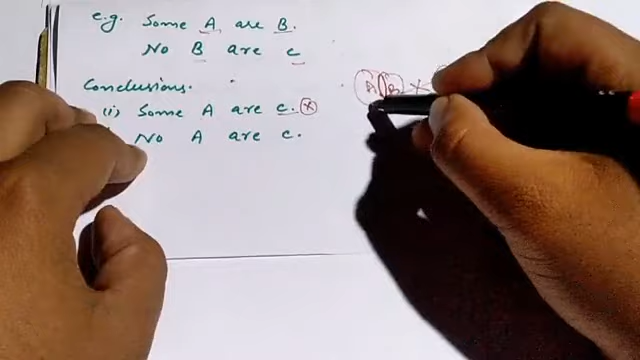 e.g. Some A are B.
No B are c
Conclusions.
(i) Some A are c. ×
No A are c.
A B ×